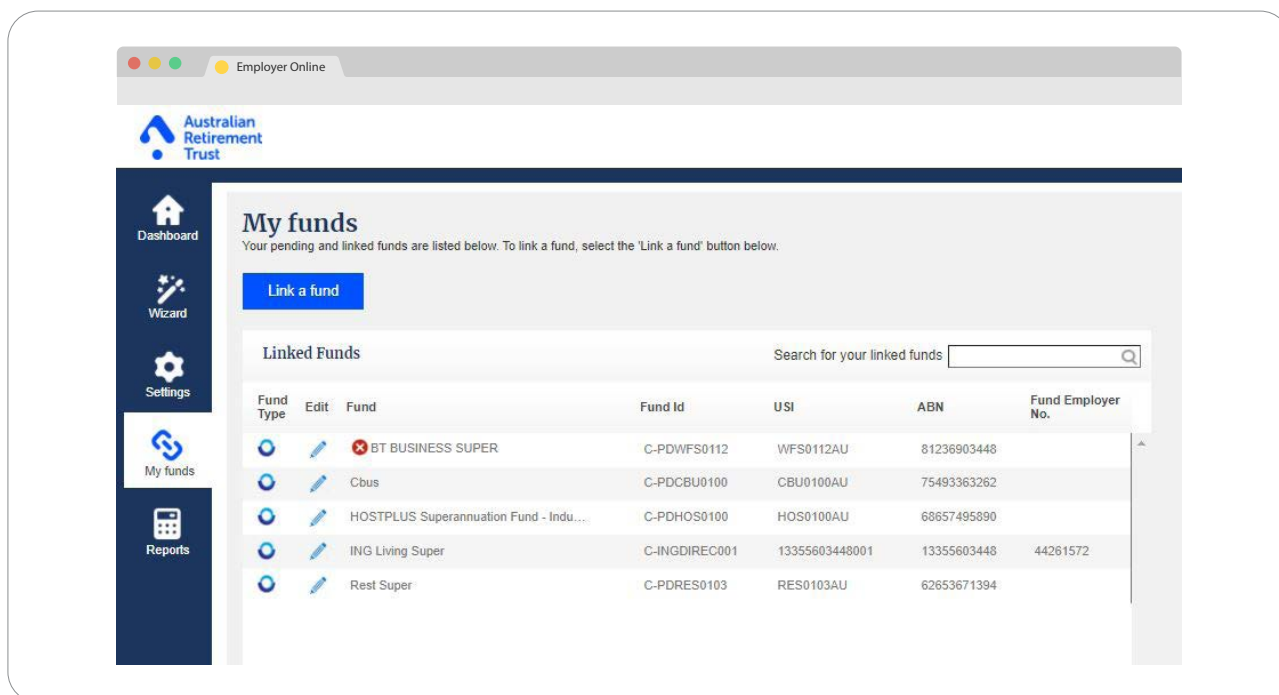 Employer Online
Australian
Retirement
Trust
Dashboard
Wizard
Settings
My funds
Reports
My funds
Your pending and linked funds are listed below. To link a fund, select the 'Link a fund' button below.
Link a fund
Linked Funds Search for your linked funds
Fund Type Edit Fund Fund Id USI ABN Fund Employer No.
BT BUSINESS SUPER C-PDWFS0112 WFS0112AU 81236903448
Cbus C-PDCBU0100 CBU0100AU 75493363262
HOSTPLUS Superannuation Fund - Indu... C-PDHOS0100 HOS0100AU 68657495890
ING Living Super C-INGDIREC001 13355603448001 13355603448 44261572
Rest Super C-PDRES0103 RES0103AU 62653671394